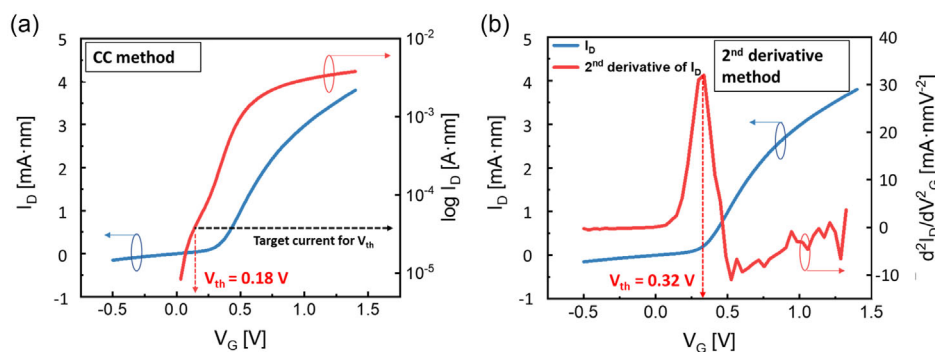 (a)
CC method
I_D [mA·nm]
5
4
3
2
1
0
-1
-0.5
0.0
0.5
1.0
1.5
V_G [V]
10^-2
10^-3
10^-4
10^-5
log I_D [A·nm]
Target current for V_th
V_th = 0.18 V
(b)
I_D
2nd derivative of I_D
2nd derivative
method
I_D [mA·nm]
5
4
3
2
1
0
-1
-0.5
0.0
0.5
1.0
1.5
V_G [V]
40
30
20
10
0
-10
d²I_D/dV²_G [mA·nmV⁻²]
V_th = 0.32 V